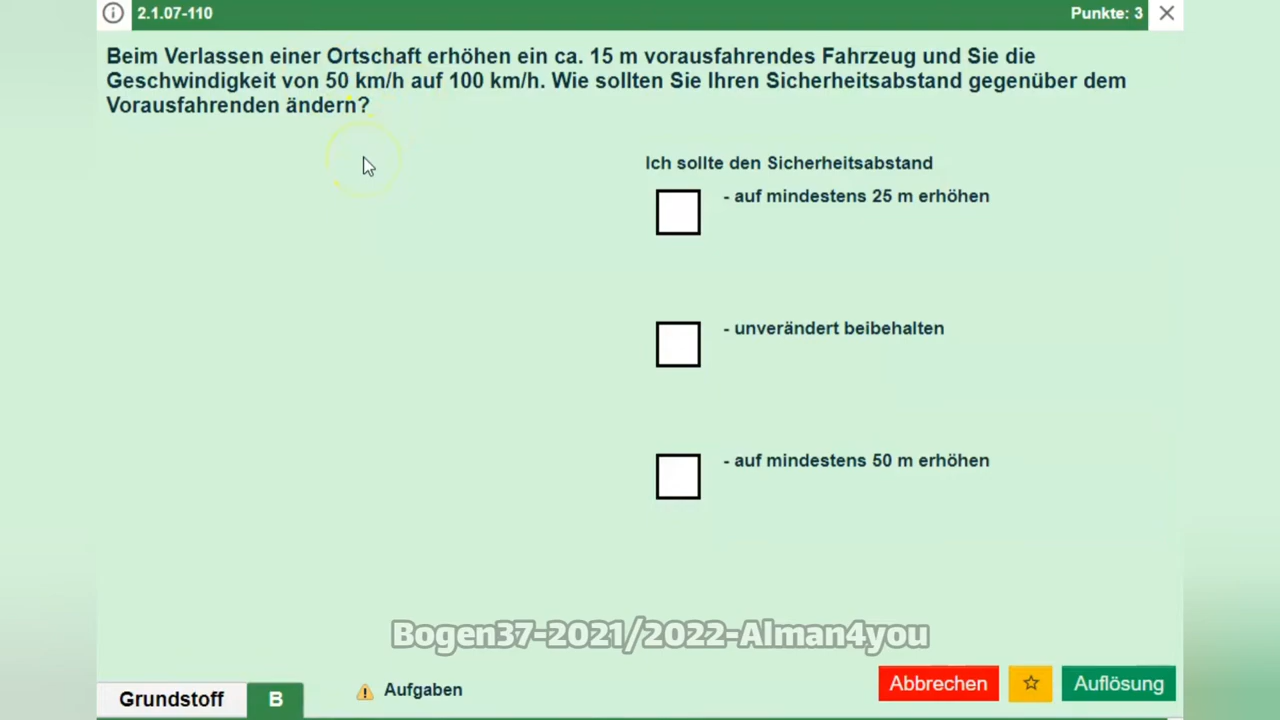 2.1.07-110
Punkte: 3
Beim Verlassen einer Ortschaft erhöhen ein ca. 15 m vorausfahrendes Fahrzeug und Sie die
Geschwindigkeit von 50 km/h auf 100 km/h. Wie sollten Sie Ihren Sicherheitsabstand gegenüber dem
Vorausfahrenden ändern?
Ich sollte den Sicherheitsabstand
- auf mindestens 25 m erhöhen
- unverändert beibehalten
- auf mindestens 50 m erhöhen
Bogen37-2021/2022-Alman4you
Grundstoff
B
Aufgaben
Abbrechen
Auflösung